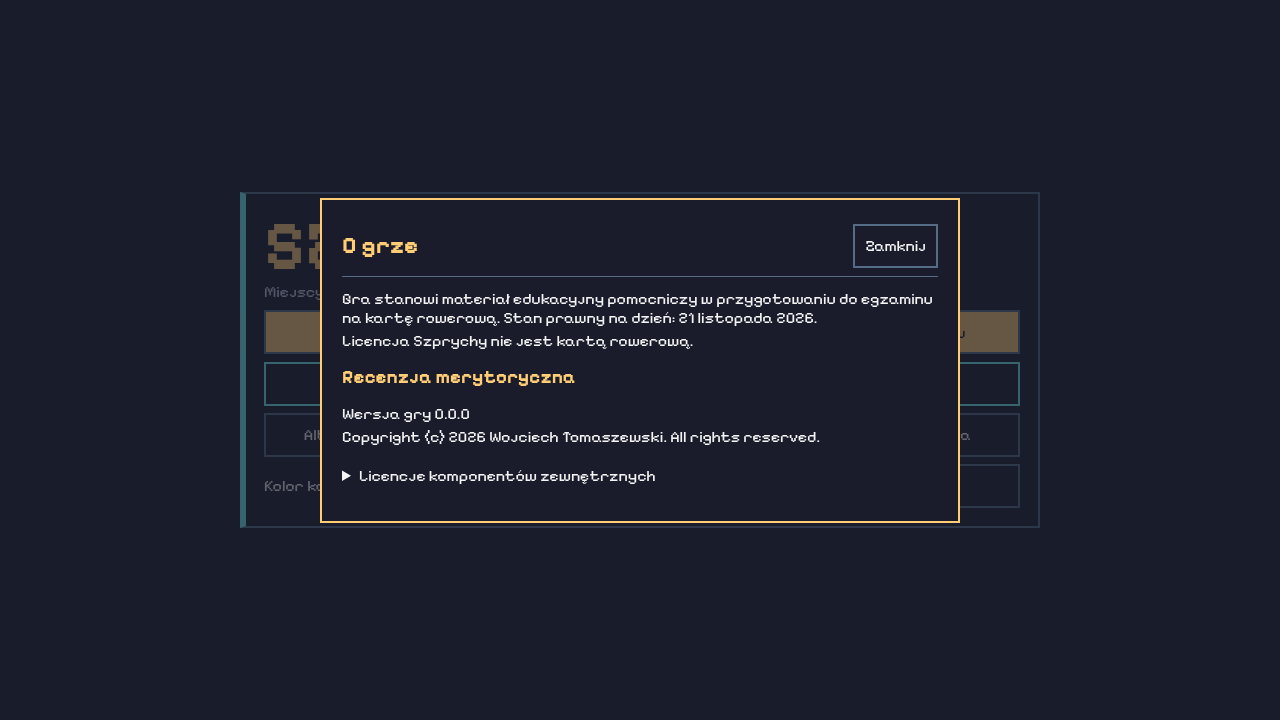 O grze
Zamknij
Gra stanowi materiał edukacyjny pomocniczy w przygotowaniu do egzaminu
na kartę rowerową. Stan prawny na dzień: 21 listopada 2026.
Licencja Szprychy nie jest kartą rowerową.
Recenzja merytoryczna
Wersja gry 0.0.0
Copyright (c) 2026 Wojciech Tomaszewski. All rights reserved.
Licencje komponentów zewnętrznych
Kolor